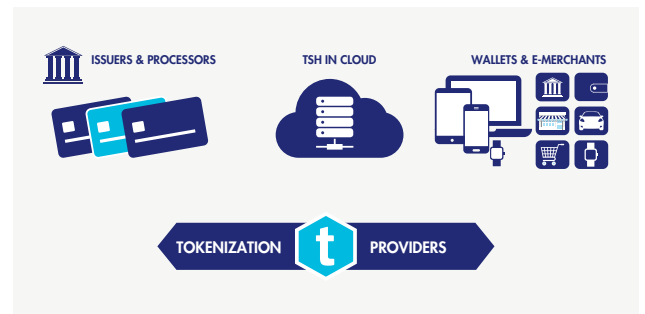 ISSUERS & PROCESSORS
TSH IN CLOUD
WALLETS & E-MERCHANTS
TOKENIZATION t PROVIDERS